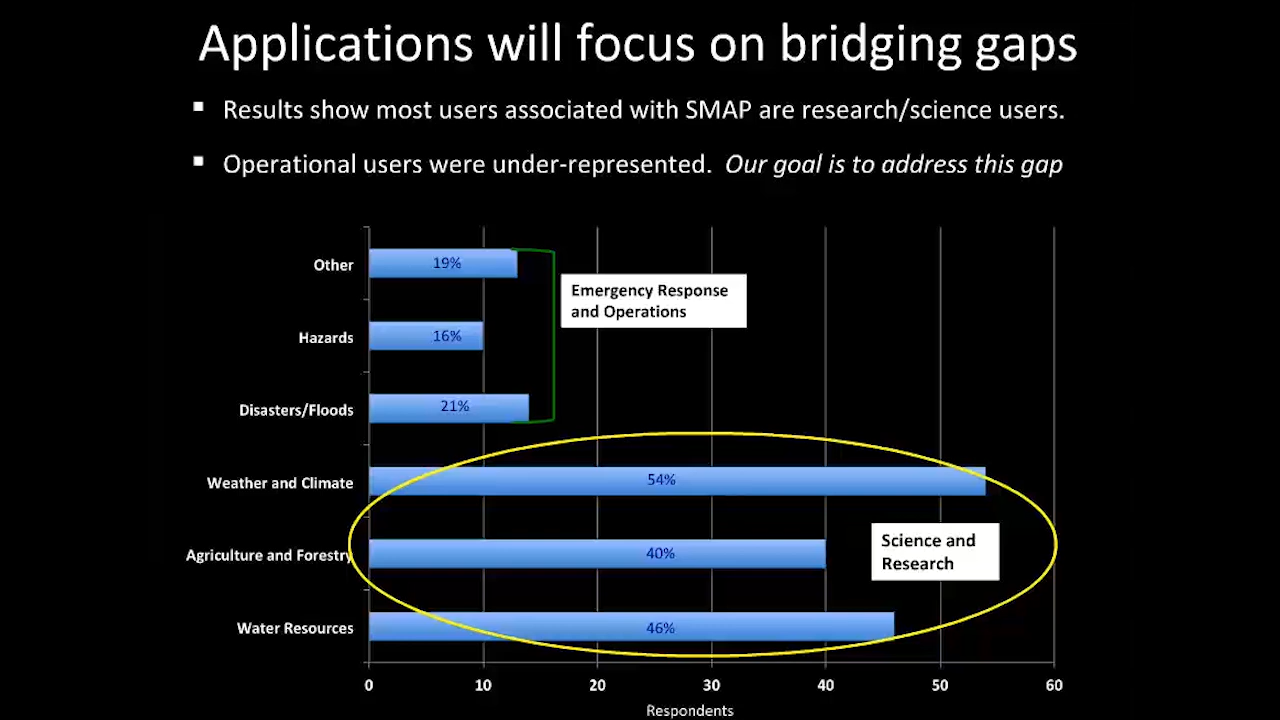 Applications will focus on bridging gaps
▪ Results show most users associated with SMAP are research/science users.
▪ Operational users were under-represented. Our goal is to address this gap
Other
19%
Emergency Response
and Operations
Hazards
16%
Disasters/Floods
21%
Weather and Climate
54%
Agriculture and Forestry
40%
Science and
Research
Water Resources
46%
0 10 20 30 40 50 60
Respondents